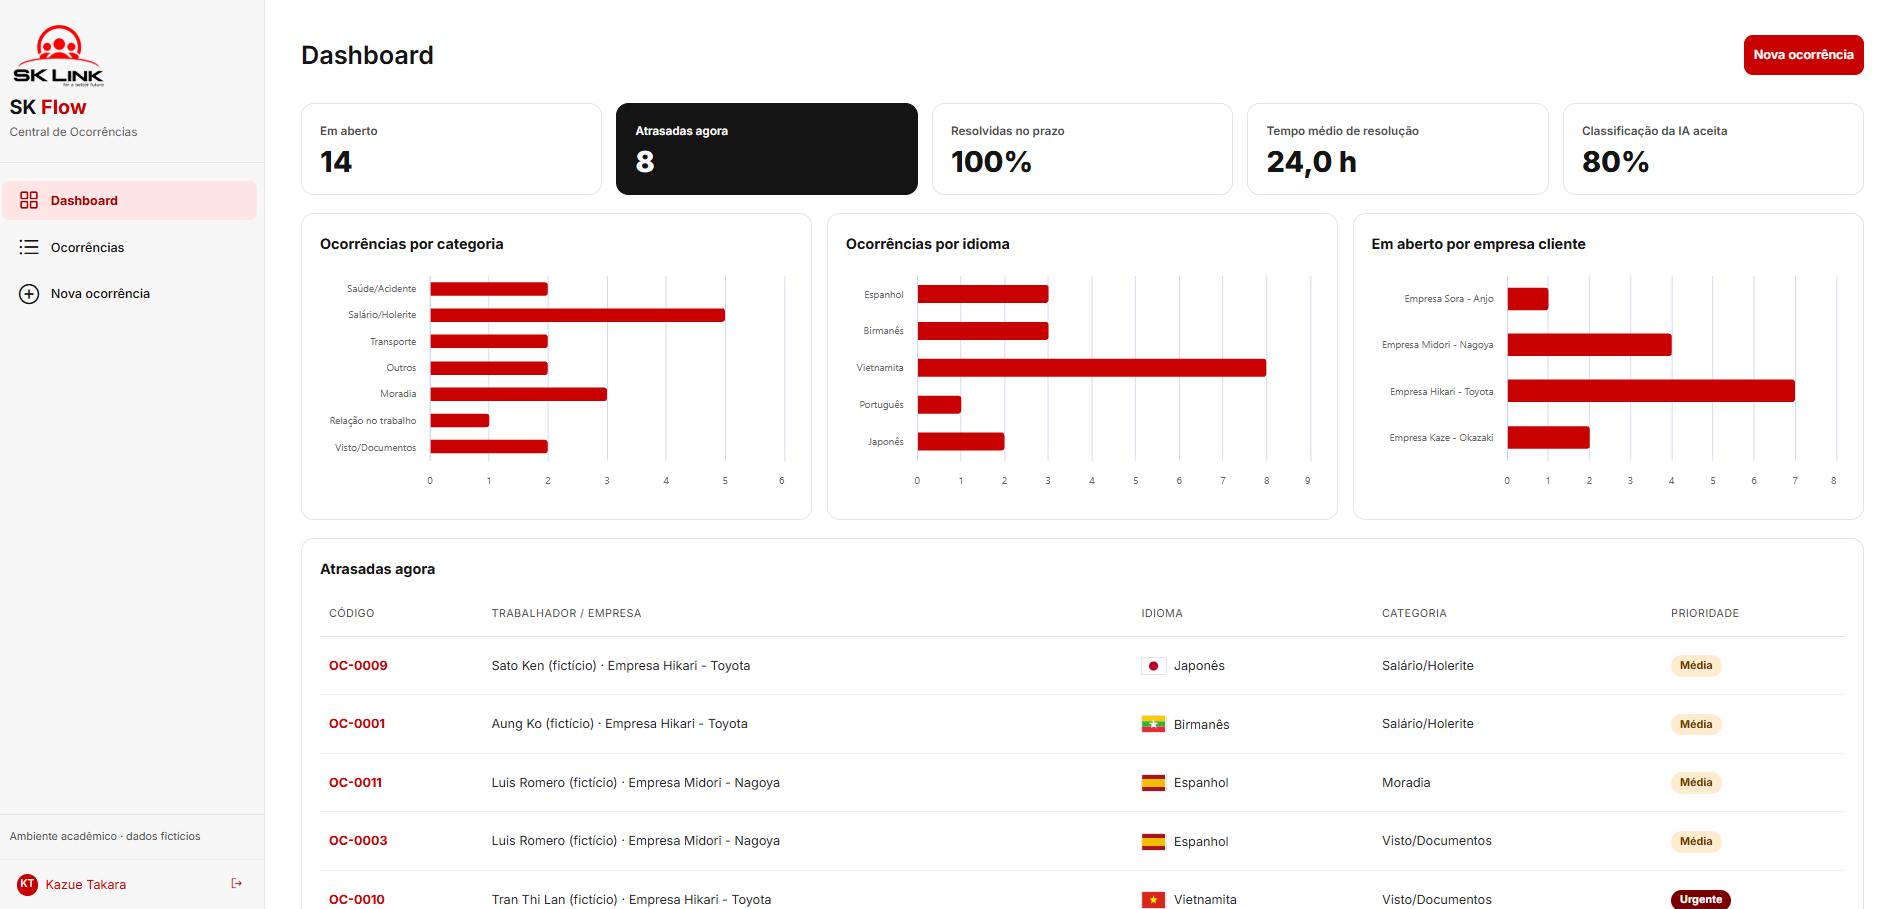 SK LINK
for a better future
SK Flow
Central de Ocorrências
Dashboard
Ocorrências
Nova ocorrência
Ambiente acadêmico · dados fictícios
KT Kazue Takara
Dashboard
Nova ocorrência
Em aberto
14
Atrasadas agora
8
Resolvidas no prazo
100%
Tempo médio de resolução
24,0 h
Classificação da IA aceita
80%
Ocorrências por categoria
Saúde/Acidente
Salário/Holerite
Transporte
Outros
Moradia
Relação no trabalho
Visto/Documentos
0 1 2 3 4 5 6
Ocorrências por idioma
Espanhol
Birmanês
Vietnamita
Português
Japonês
0 1 2 3 4 5 6 7 8 9
Em aberto por empresa cliente
Empresa Sora - Anjo
Empresa Midori - Nagoya
Empresa Hikari - Toyota
Empresa Kaze - Okazaki
0 1 2 3 4 5 6 7 8
Atrasadas agora
CÓDIGO TRABALHADOR / EMPRESA IDIOMA CATEGORIA PRIORIDADE
OC-0009 Sato Ken (fictício) · Empresa Hikari - Toyota Japonês Salário/Holerite Média
OC-0001 Aung Ko (fictício) · Empresa Hikari - Toyota Birmanês Salário/Holerite Média
OC-0011 Luis Romero (fictício) · Empresa Midori - Nagoya Espanhol Moradia Média
OC-0003 Luis Romero (fictício) · Empresa Midori - Nagoya Espanhol Visto/Documentos Média
OC-0010 Tran Thi Lan (fictício) · Empresa Hikari - Toyota Vietnamita Visto/Documentos Urgente